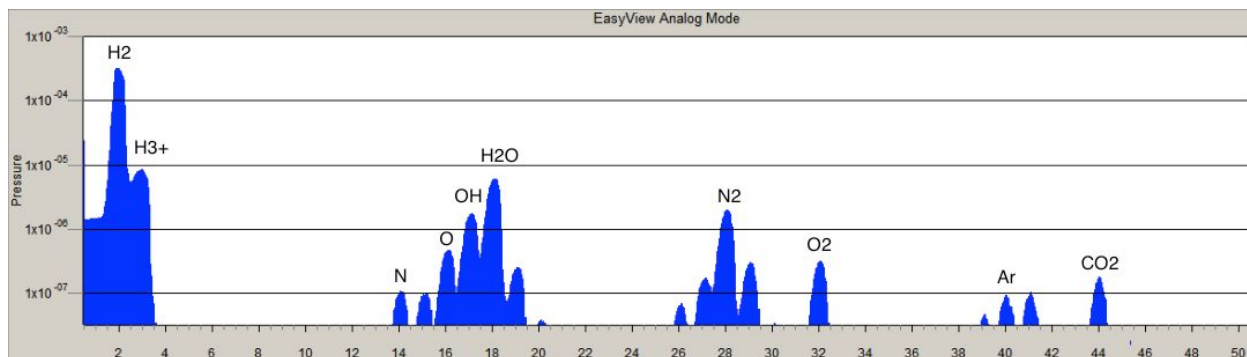 EasyView Analog Mode
1x10-03
1x10-04
1x10-05
1x10-06
1x10-07
Pressure
H2
H3+
N
O
OH
H2O
N2
O2
Ar
CO2
2 4 6 8 10 12 14 16 18 20 22 24 26 28 30 32 34 36 38 40 42 44 46 48 50